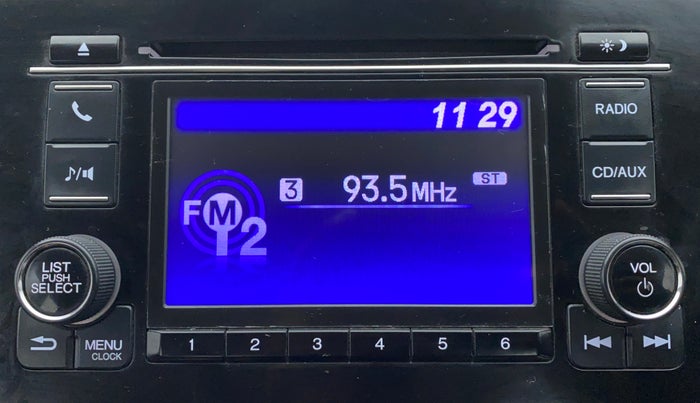 11 29
RADIO
CD/AUX
3 93.5 MHz ST
FM 2
LIST
PUSH
SELECT
VOL
MENU
CLOCK
1 2 3 4 5 6